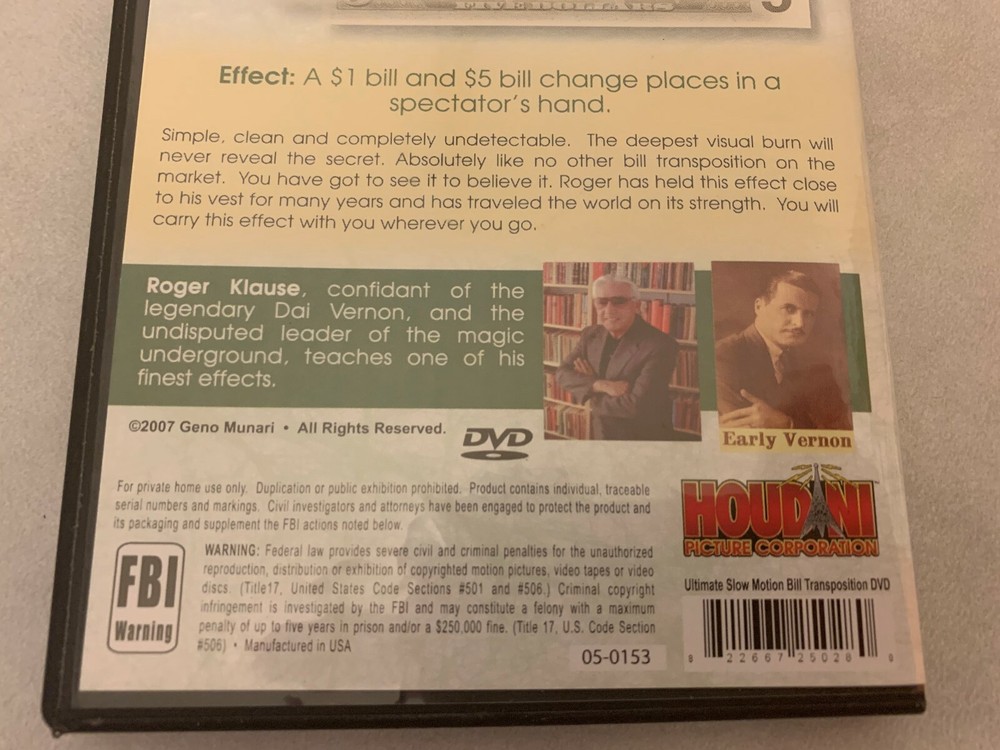 FIVE DOLLARS 5
Effect: A $1 bill and $5 bill change places in a
spectator's hand.
Simple, clean and completely undetectable. The deepest visual burn will
never reveal the secret. Absolutely like no other bill transposition on the
market. You have got to see it to believe it. Roger has held this effect close
to his vest for many years and has traveled the world on its strength. You will
carry this effect with you wherever you go.
Roger Klause, confidant of the
legendary Dai Vernon, and the
undisputed leader of the magic
underground, teaches one of his
finest effects.
Early Vernon
©2007 Geno Munari • All Rights Reserved.
DVD
For private home use only. Duplication or public exhibition prohibited. Product contains individual, traceable
serial numbers and markings. Civil investigators and attorneys have been engaged to protect the product and
its packaging and supplement the FBI actions noted below.
HOUDINI
PICTURE CORPORATION
FBI
Warning
WARNING: Federal law provides severe civil and criminal penalties for the unauthorized
reproduction, distribution or exhibition of copyrighted motion pictures, video tapes or video
discs. (Title17, United States Code Sections #501 and #506.) Criminal copyright
infringement is investigated by the FBI and may constitute a felony with a maximum
penalty of up to five years in prison and/or a $250,000 fine. (Title 17, U.S. Code Section
#506) • Manufactured in USA
05-0153
Ultimate Slow Motion Bill Transposition DVD
8 22667 25028 0